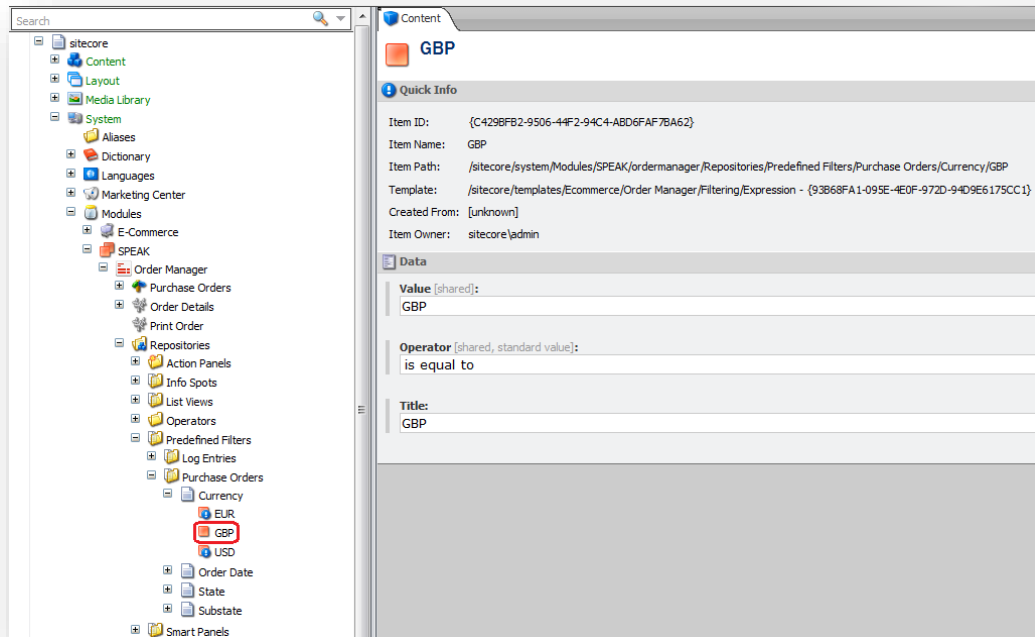 Search
sitecore
Content
Layout
Media Library
System
Aliases
Dictionary
Languages
Marketing Center
Modules
E-Commerce
SPEAK
Order Manager
Purchase Orders
Order Details
Print Order
Repositories
Action Panels
Info Spots
List Views
Operators
Predefined Filters
Log Entries
Purchase Orders
Currency
EUR
GBP
USD
Order Date
State
Substate
Smart Panels
Content
GBP
Quick Info
Item ID: {C429BFB2-9506-44F2-94C4-ABD6FAF7BA62}
Item Name: GBP
Item Path: /sitecore/system/Modules/SPEAK/ordermanager/Repositories/Predefined Filters/Purchase Orders/Currency/GBP
Template: /sitecore/templates/Ecommerce/Order Manager/Filtering/Expression - {93B68FA1-095E-4E0F-972D-94D9E6175CC1}
Created From: [unknown]
Item Owner: sitecore\admin
Data
Value [shared]:
GBP
Operator [shared, standard value]:
is equal to
Title:
GBP